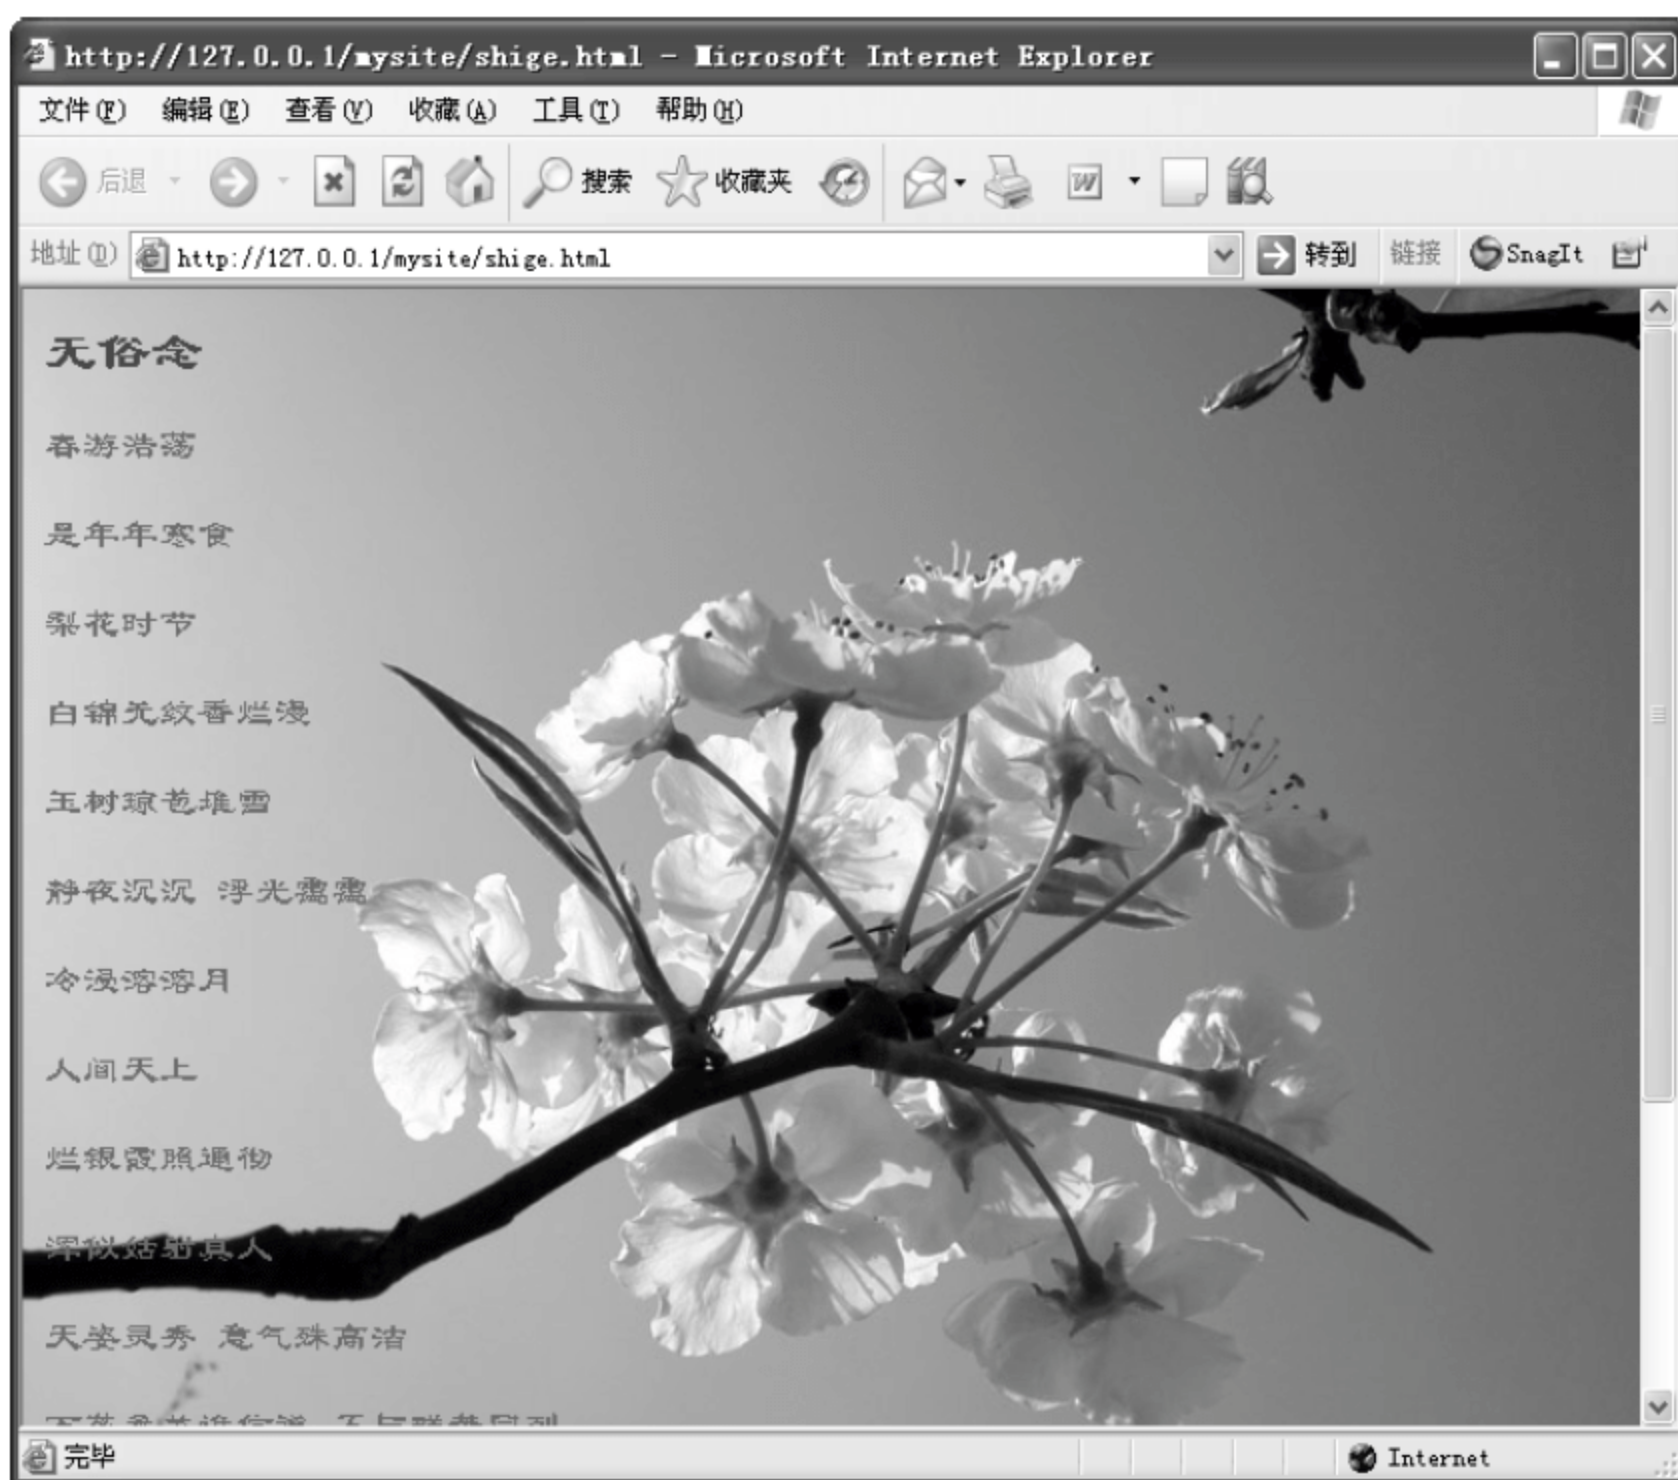 http://127.0.0.1/mysite/shige.html - Microsoft Internet Explorer
文件(F) 编辑(E) 查看(V) 收藏(A) 工具(T) 帮助(H)
后退 搜索 收藏夹
地址(D) http://127.0.0.1/mysite/shige.html 转到 链接 SnagIt
无俗念
春游浩荡
是年年寒食
梨花时节
白锦无纹香烂漫
玉树琼苞堆雪
静夜沉沉 浮光霭霭
冷浸溶溶月
人间天上
烂银霞照通彻
浑似姑射真人
天姿灵秀 意气殊高洁
完毕 Internet